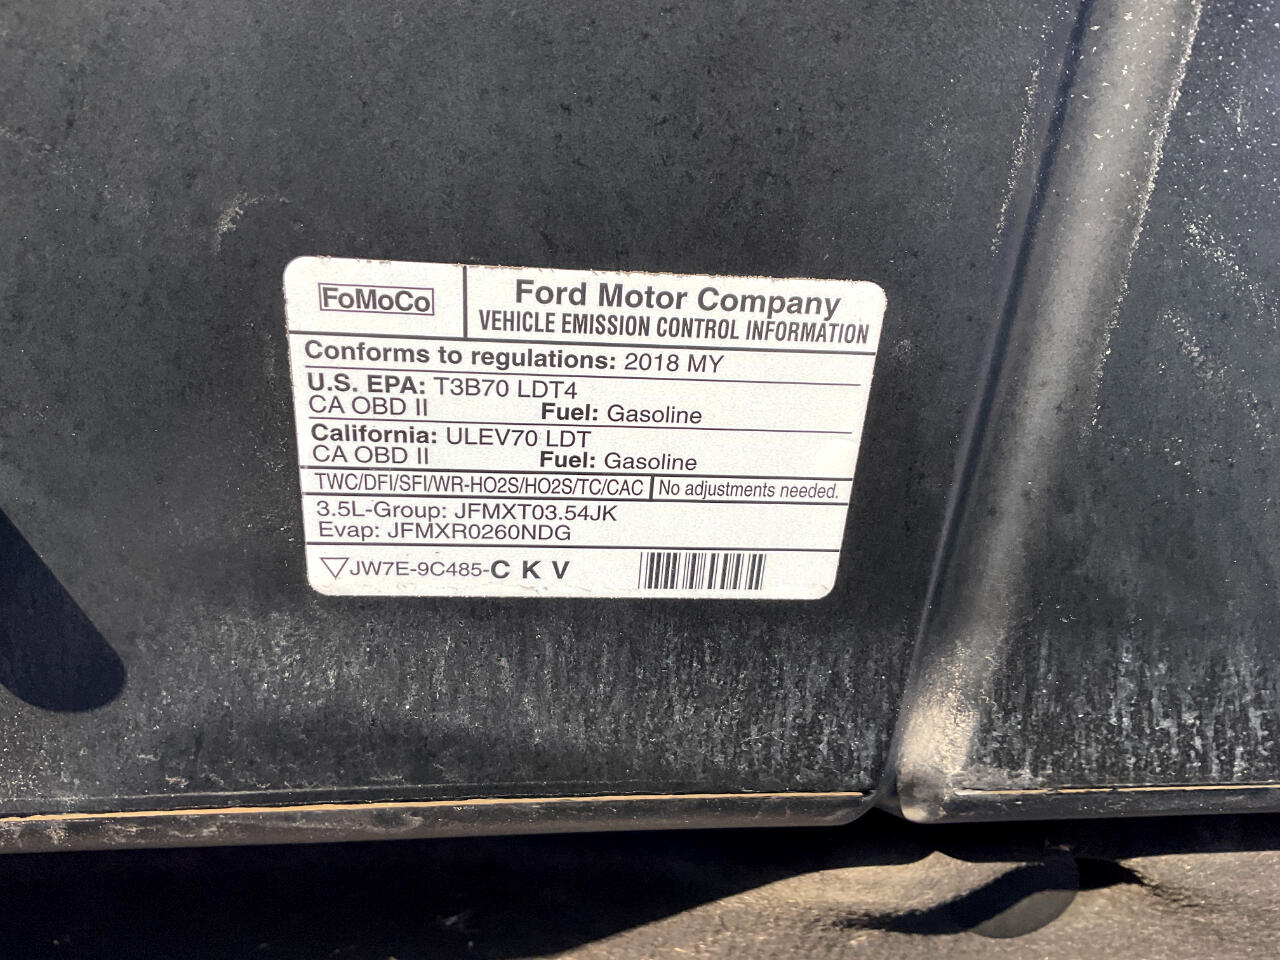 FoMoCo
Ford Motor Company
VEHICLE EMISSION CONTROL INFORMATION
Conforms to regulations: 2018 MY
U.S. EPA: T3B70 LDT4
CA OBD II Fuel: Gasoline
California: ULEV70 LDT
CA OBD II Fuel: Gasoline
TWC/DFI/SFI/WR-HO2S/HO2S/TC/CAC No adjustments needed.
3.5L-Group: JFMXT03.54JK
Evap: JFMXR0260NDG
JW7E-9C485-C K V